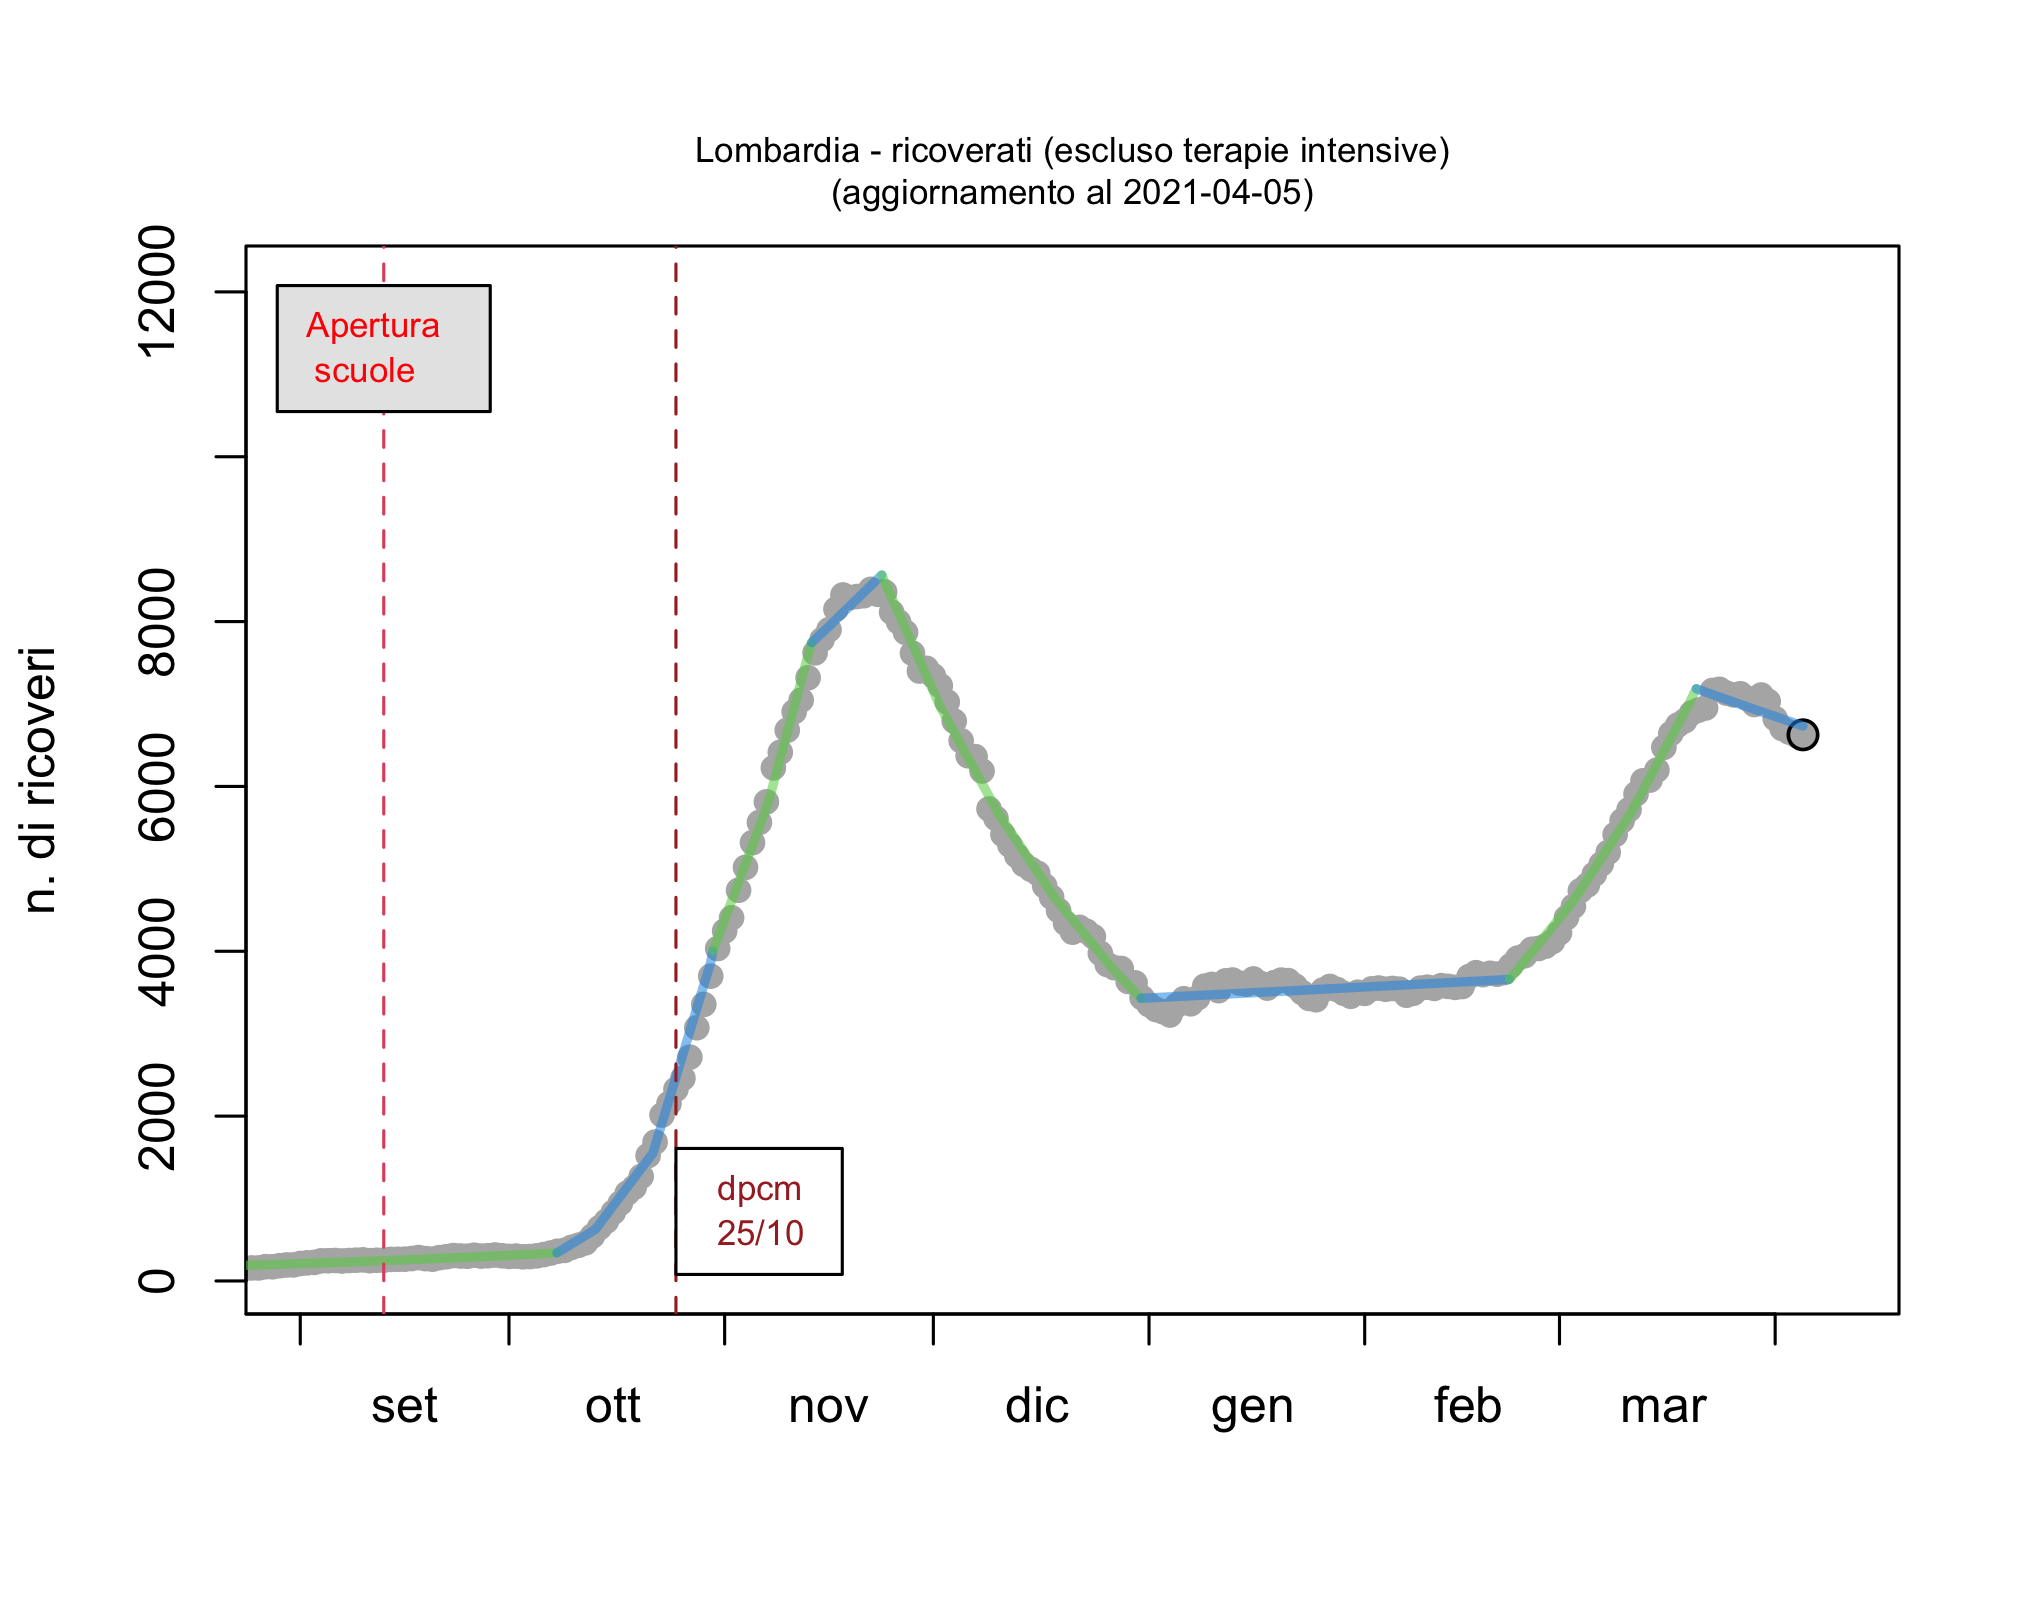 Lombardia - ricoverati (escluso terapie intensive)
(aggiornamento al 2021-04-05)
n. di ricoveri
12000
8000
6000
4000
2000
0
Apertura
scuole
dpcm
25/10
set
ott
nov
dic
gen
feb
mar